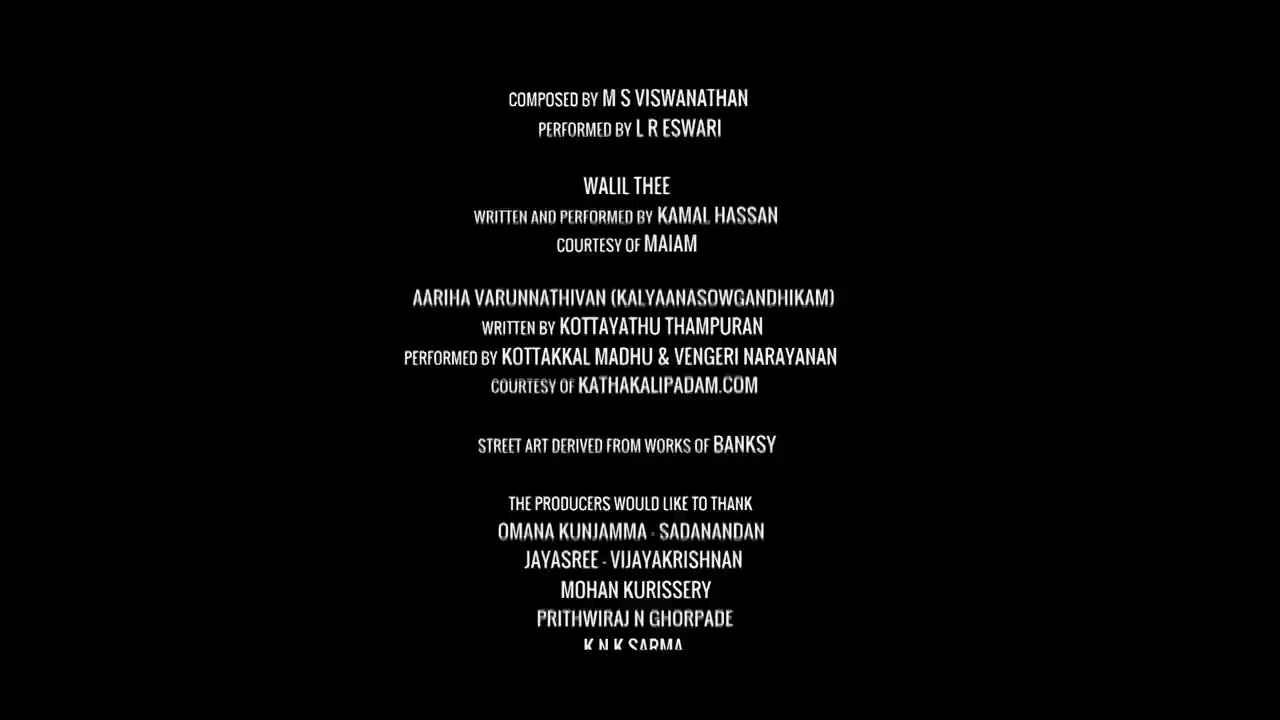 COMPOSED BY M S VISWANATHAN
PERFORMED BY L R ESWARI
WALIL THEE
WRITTEN AND PERFORMED BY KAMAL HASSAN
COURTESY OF MAIAM
AARIHA VARUNNATHIVAN (KALYAANASOWGANDHIKAM)
WRITTEN BY KOTTAYATHU THAMPURAN
PERFORMED BY KOTTAKKAL MADHU & VENGERI NARAYANAN
COURTESY OF KATHAKALIPADAM.COM
STREET ART DERIVED FROM WORKS OF BANKSY
THE PRODUCERS WOULD LIKE TO THANK
OMANA KUNJAMMA - SADANANDAN
JAYASREE - VIJAYAKRISHNAN
MOHAN KURISSERY
PRITHWIRAJ N GHORPADE
K N K SARMA